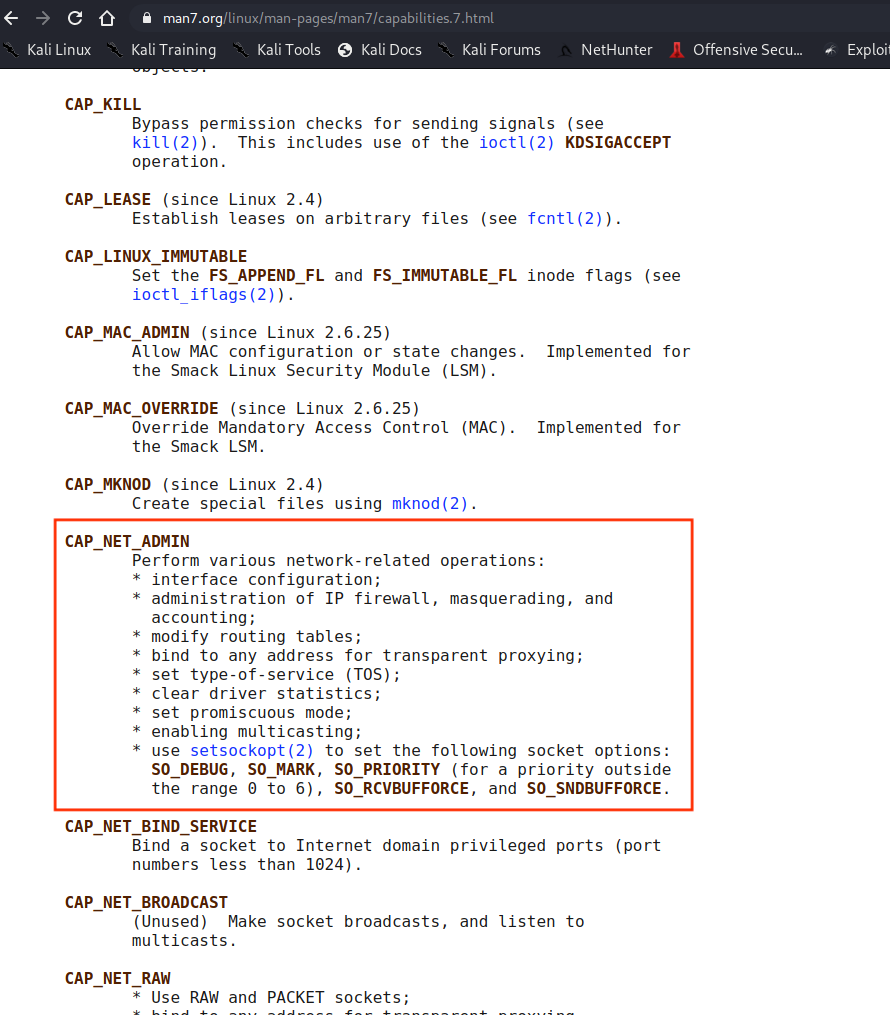 man7.org/linux/man-pages/man7/capabilities.7.html
Kali Linux Kali Training Kali Tools Kali Docs Kali Forums NetHunter Offensive Secu... Exploi
objects.
CAP_KILL
Bypass permission checks for sending signals (see
kill(2)).  This includes use of the ioctl(2) KDSIGACCEPT
operation.
CAP_LEASE (since Linux 2.4)
Establish leases on arbitrary files (see fcntl(2)).
CAP_LINUX_IMMUTABLE
Set the FS_APPEND_FL and FS_IMMUTABLE_FL inode flags (see
ioctl_iflags(2)).
CAP_MAC_ADMIN (since Linux 2.6.25)
Allow MAC configuration or state changes.  Implemented for
the Smack Linux Security Module (LSM).
CAP_MAC_OVERRIDE (since Linux 2.6.25)
Override Mandatory Access Control (MAC).  Implemented for
the Smack LSM.
CAP_MKNOD (since Linux 2.4)
Create special files using mknod(2).
CAP_NET_ADMIN
Perform various network-related operations:
* interface configuration;
* administration of IP firewall, masquerading, and
accounting;
* modify routing tables;
* bind to any address for transparent proxying;
* set type-of-service (TOS);
* clear driver statistics;
* set promiscuous mode;
* enabling multicasting;
* use setsockopt(2) to set the following socket options:
SO_DEBUG, SO_MARK, SO_PRIORITY (for a priority outside
the range 0 to 6), SO_RCVBUFFORCE, and SO_SNDBUFFORCE.
CAP_NET_BIND_SERVICE
Bind a socket to Internet domain privileged ports (port
numbers less than 1024).
CAP_NET_BROADCAST
(Unused)  Make socket broadcasts, and listen to
multicasts.
CAP_NET_RAW
* Use RAW and PACKET sockets;
* bind to any address for transparent proxying